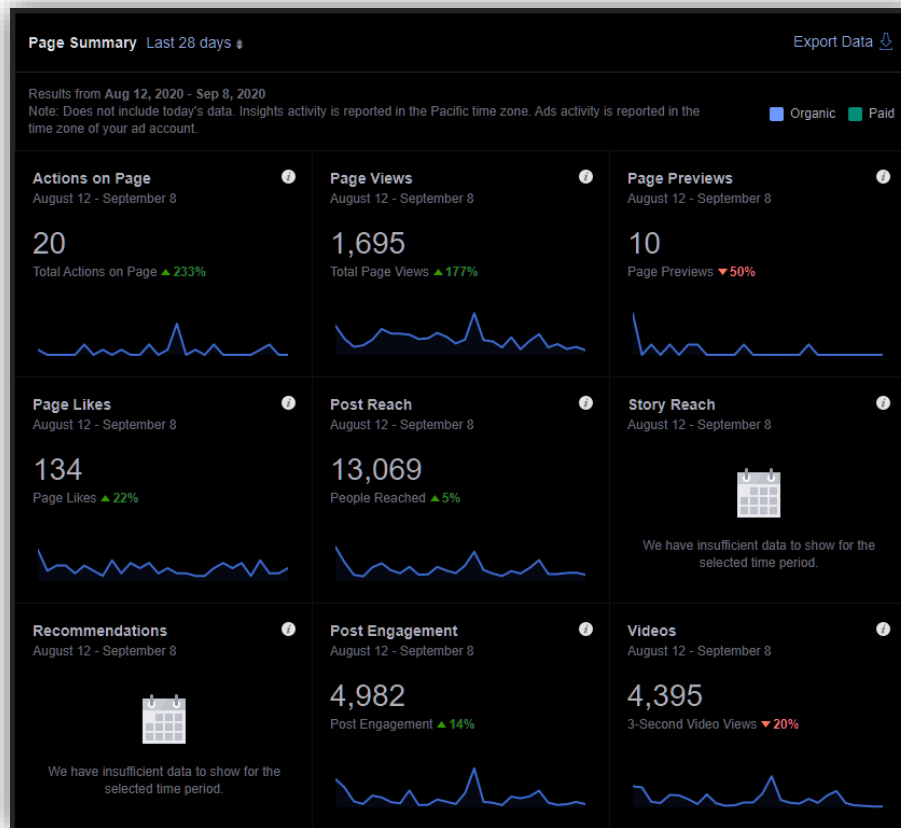 Page Summary Last 28 days
Export Data
Results from Aug 12, 2020 - Sep 8, 2020
Note: Does not include today's data. Insights activity is reported in the Pacific time zone. Ads activity is reported in the
time zone of your ad account.
Organic Paid
Actions on Page
August 12 - September 8
20
Total Actions on Page ▲ 233%
Page Views
August 12 - September 8
1,695
Total Page Views ▲ 177%
Page Previews
August 12 - September 8
10
Page Previews ▼ 50%
Page Likes
August 12 - September 8
134
Page Likes ▲ 22%
Post Reach
August 12 - September 8
13,069
People Reached ▲ 5%
Story Reach
August 12 - September 8
We have insufficient data to show for the
selected time period.
Recommendations
August 12 - September 8
We have insufficient data to show for the
selected time period.
Post Engagement
August 12 - September 8
4,982
Post Engagement ▲ 14%
Videos
August 12 - September 8
4,395
3-Second Video Views ▼ 20%